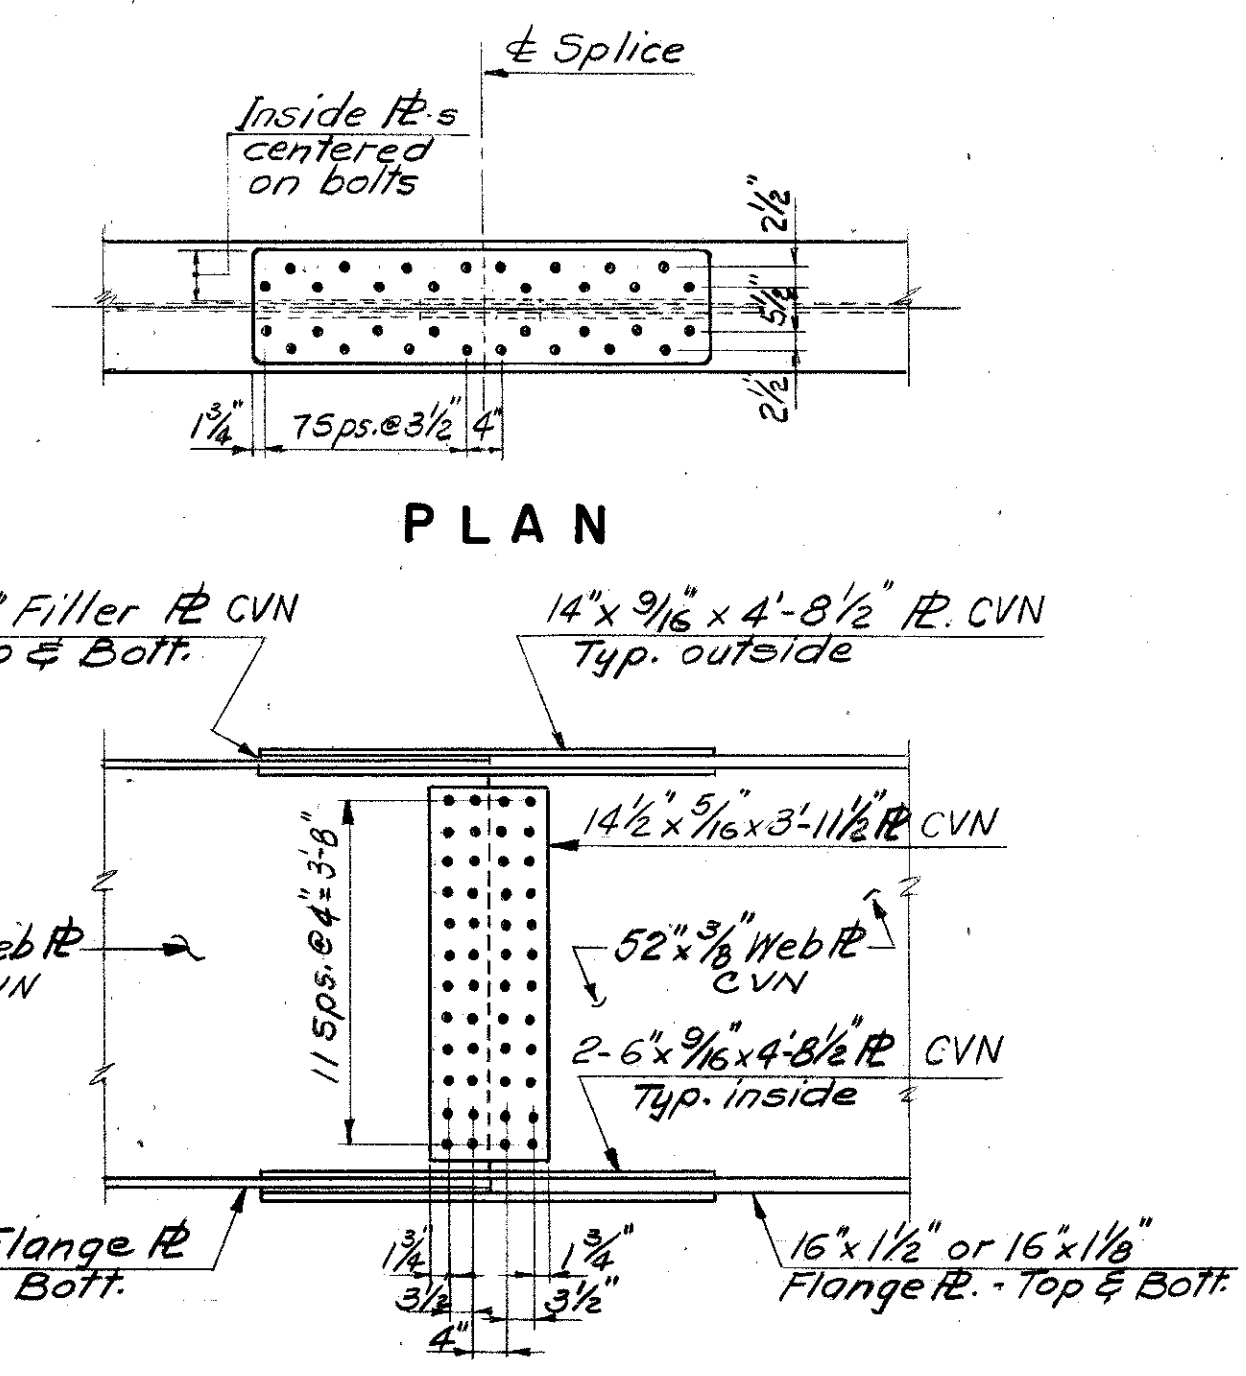 ℄ Splice
Inside ⅊.s
centered
on bolts
2½"
5½"
2½"
1¾"
7 Sps.@3½"
4"
PLAN
" Filler ⅊ CVN
& Bott.
14" x 9/16" x 4'-8½" ⅊. CVN
Typ. outside
11 Sps.@4"=3'-8"
14½" x 5/16" x 3'-11½" ⅊ CVN
eb ⅊
52" x 3/8" Web ⅊
CVN
2-6" x 9/16" x 4'-8½" ⅊ CVN
Typ. inside
Flange ⅊
Bott.
1¾"
1¾"
3½
3½"
4"
16" x 1½" or 16" x 1⅛"
Flange ⅊. - Top & Bott.